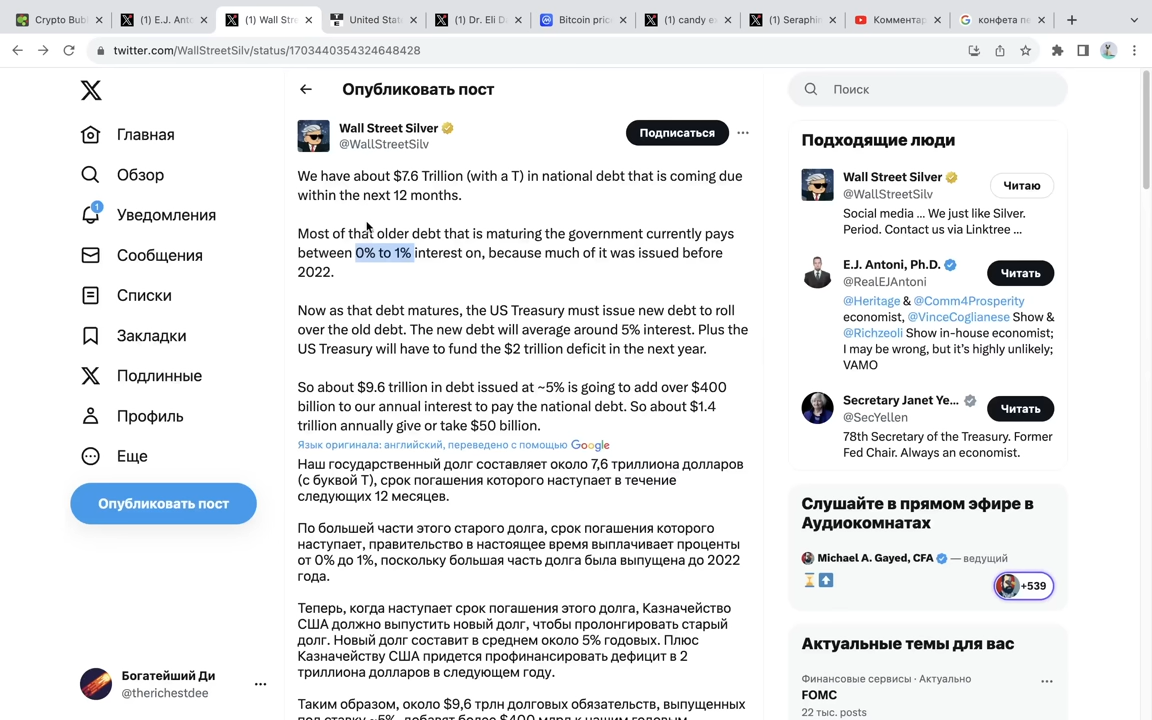 Crypto Bubb
(1) E.J. Anto
(1) Wall Stre
United State
(1) Dr. Eli D
Bitcoin price
(1) candy
(1) Seraphin
Комментар
конфета пе
twitter.com/WallStreetSilv/status/1703440354324648428
Главная
Обзор
1
Уведомления
Сообщения
Списки
Закладки
Подлинные
Профиль
Еще
Опубликовать пост
Богатейший Ди
@therichestdee
Опубликовать пост
Wall Street Silver
@WallStreetSilv
Подписаться
We have about $7.6 Trillion (with a T) in national debt that is coming due
within the next 12 months.
Most of that older debt that is maturing the government currently pays
between 0% to 1% interest on, because much of it was issued before
2022.
Now as that debt matures, the US Treasury must issue new debt to roll
over the old debt. The new debt will average around 5% interest. Plus the
US Treasury will have to fund the $2 trillion deficit in the next year.
So about $9.6 trillion in debt issued at ~5% is going to add over $400
billion to our annual interest to pay the national debt. So about $1.4
trillion annually give or take $50 billion.
Язык оригинала: английский, переведено с помощью Google
Наш государственный долг составляет около 7,6 триллиона долларов
(с буквой Т), срок погашения которого наступает в течение
следующих 12 месяцев.
По большей части этого старого долга, срок погашения которого
наступает, правительство в настоящее время выплачивает проценты
от 0% до 1%, поскольку большая часть долга была выпущена до 2022
года.
Теперь, когда наступает срок погашения этого долга, Казначейство
США должно выпустить новый долг, чтобы пролонгировать старый
долг. Новый долг составит в среднем около 5% годовых. Плюс
Казначейству США придется профинансировать дефицит в 2
триллиона долларов в следующем году.
Таким образом, около $9,6 трлн долговых обязательств, выпущенных
под ставку ~5%, добавят более $400 млрд к нашим годовым
Поиск
Подходящие люди
Wall Street Silver
@WallStreetSilv
Читаю
Social media ... We just like Silver.
Period. Contact us via Linktree ...
E.J. Antoni, Ph.D.
@RealEJAntoni
Читать
@Heritage & @Comm4Prosperity
economist, @VinceCoglianese Show &
@Richzeoli Show in-house economist;
I may be wrong, but it's highly unlikely;
VAMO
Secretary Janet Ye...
@SecYellen
Читать
78th Secretary of the Treasury. Former
Fed Chair. Always an economist.
Слушайте в прямом эфире в
Аудиокомнатах
Michael A. Gayed, CFA — ведущий
+539
Актуальные темы для вас
Финансовые сервисы · Актуально
FOMC
22 тыс. posts